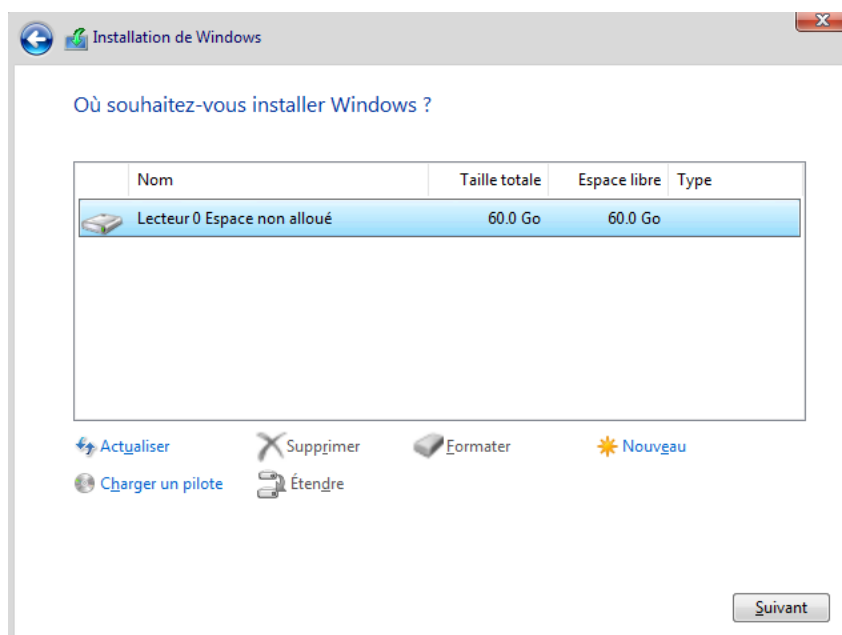 Installation de Windows
Où souhaitez-vous installer Windows ?
Nom Taille totale Espace libre Type
Lecteur 0 Espace non alloué 60.0 Go 60.0 Go
Actualiser Supprimer Formater Nouveau
Charger un pilote Étendre
Suivant